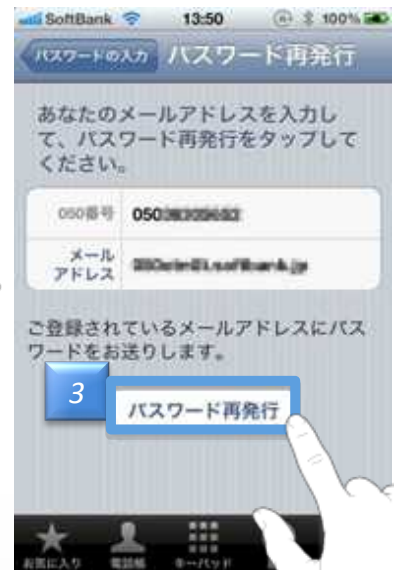 SoftBank 13:50 100%
パスワードの入力 パスワード再発行
あなたのメールアドレスを入力し
て、パスワード再発行をタップして
ください。
050番号 050
メール
アドレス
ご登録されているメールアドレスにパス
ワードをお送りします。
3
パスワード再発行
お気に入り 電話帳 キーパッド